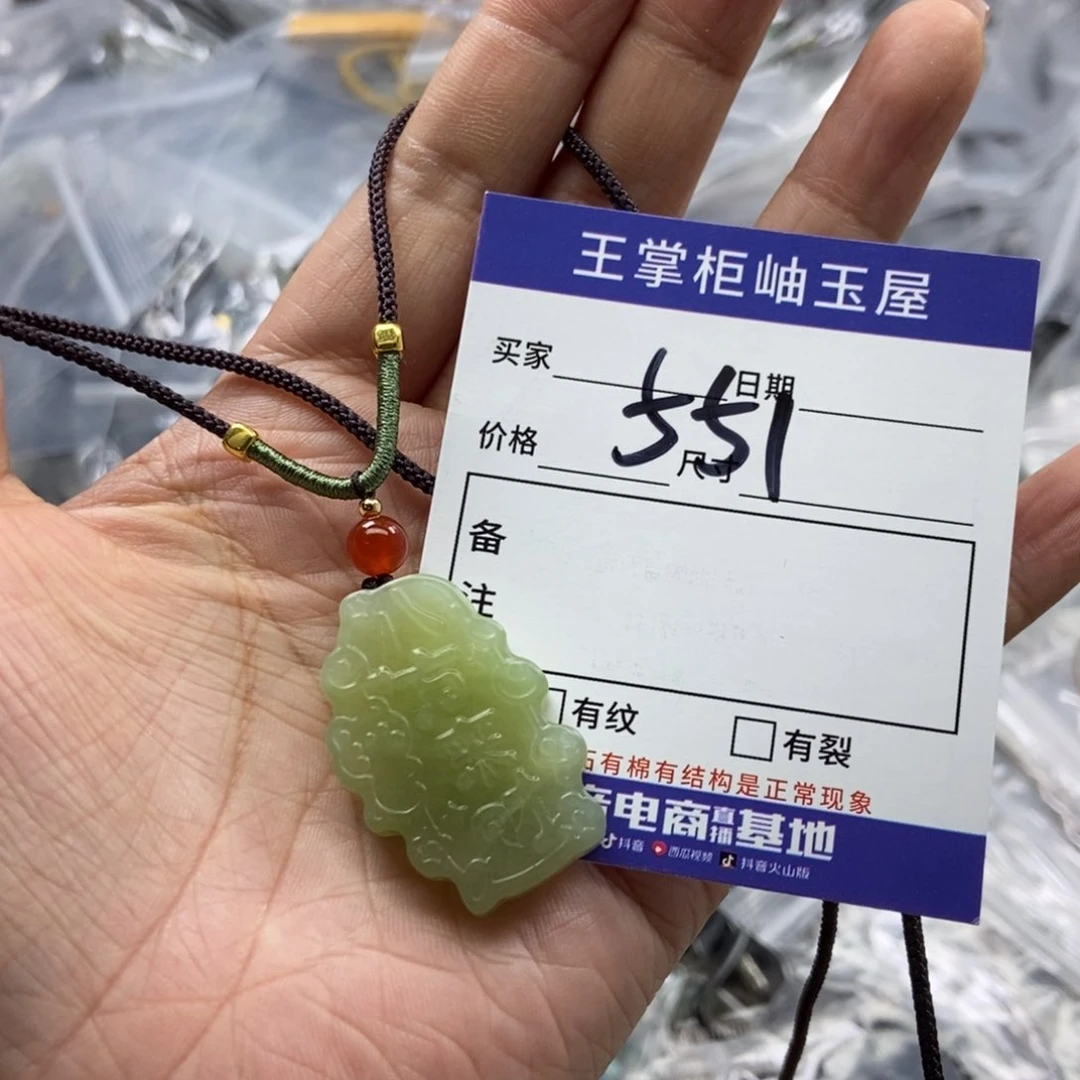 王掌柜岫玉屋
买家 日期
551
价格 尺寸
备
注
有纹 有裂
石有棉有结构是正常现象
音电商直播基地
抖音 西瓜视频 抖音火山版